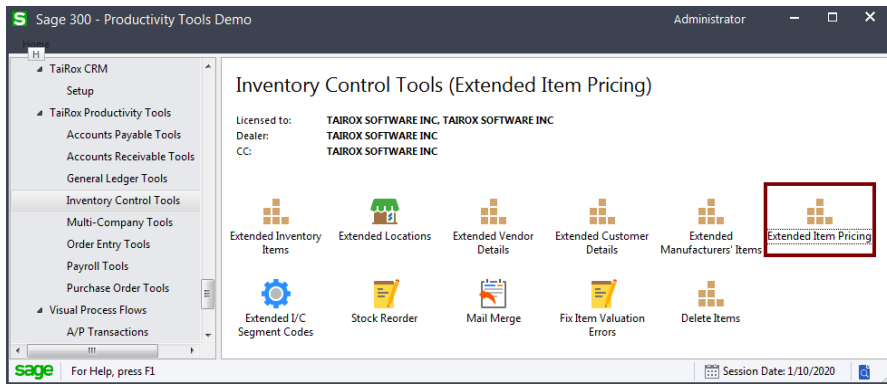 S Sage 300 - Productivity Tools Demo
Administrator
Home
H
TaiRox CRM
Setup
TaiRox Productivity Tools
Accounts Payable Tools
Accounts Receivable Tools
General Ledger Tools
Inventory Control Tools
Multi-Company Tools
Order Entry Tools
Payroll Tools
Purchase Order Tools
Visual Process Flows
A/P Transactions
Inventory Control Tools (Extended Item Pricing)
Licensed to: TAIROX SOFTWARE INC, TAIROX SOFTWARE INC
Dealer: TAIROX SOFTWARE INC
CC: TAIROX SOFTWARE INC
Extended Inventory
Items
Extended Locations
Extended Vendor
Details
Extended Customer
Details
Extended
Manufacturers' Items
Extended Item Pricing
Extended I/C
Segment Codes
Stock Reorder
Mail Merge
Fix Item Valuation
Errors
Delete Items
sage For Help, press F1
Session Date: 1/10/2020